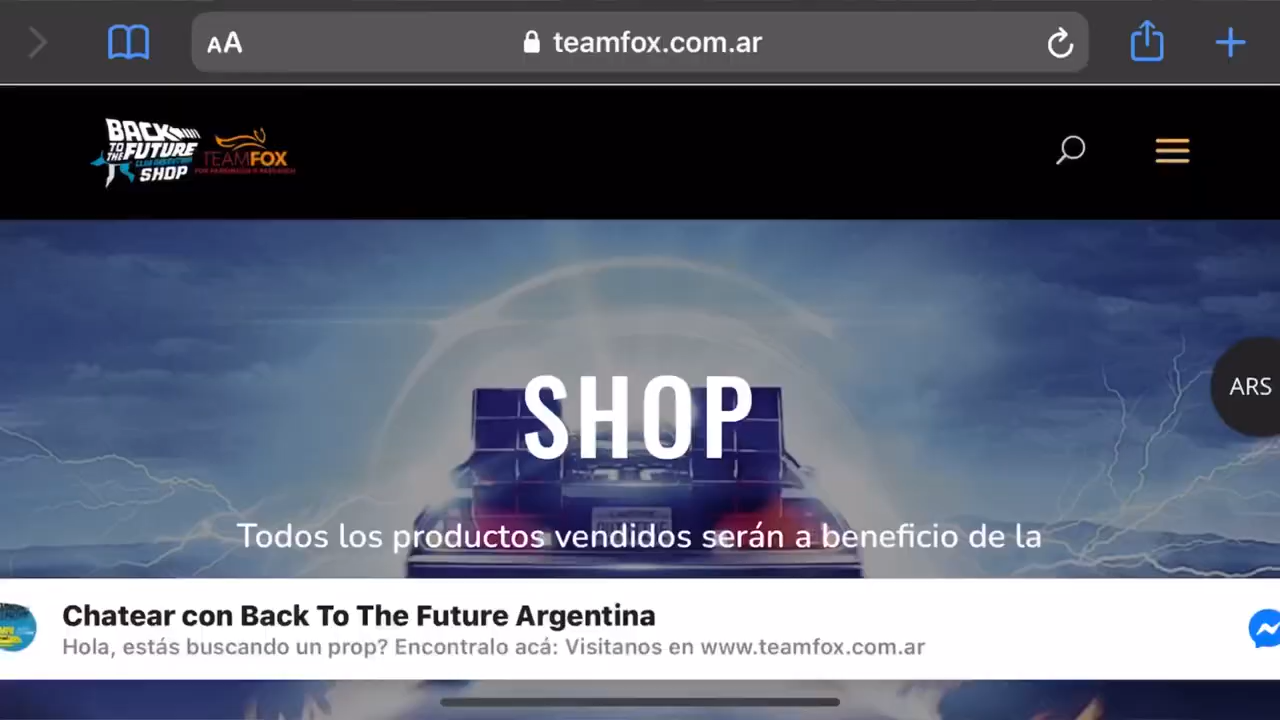 AA teamfox.com.ar
BACK
TO THE FUTURE
SHOP
TEAMFOX
ARS
SHOP
Todos los productos vendidos serán a beneficio de la
Chatear con Back To The Future Argentina
Hola, estás buscando un prop? Encontralo acá: Visitanos en www.teamfox.com.ar